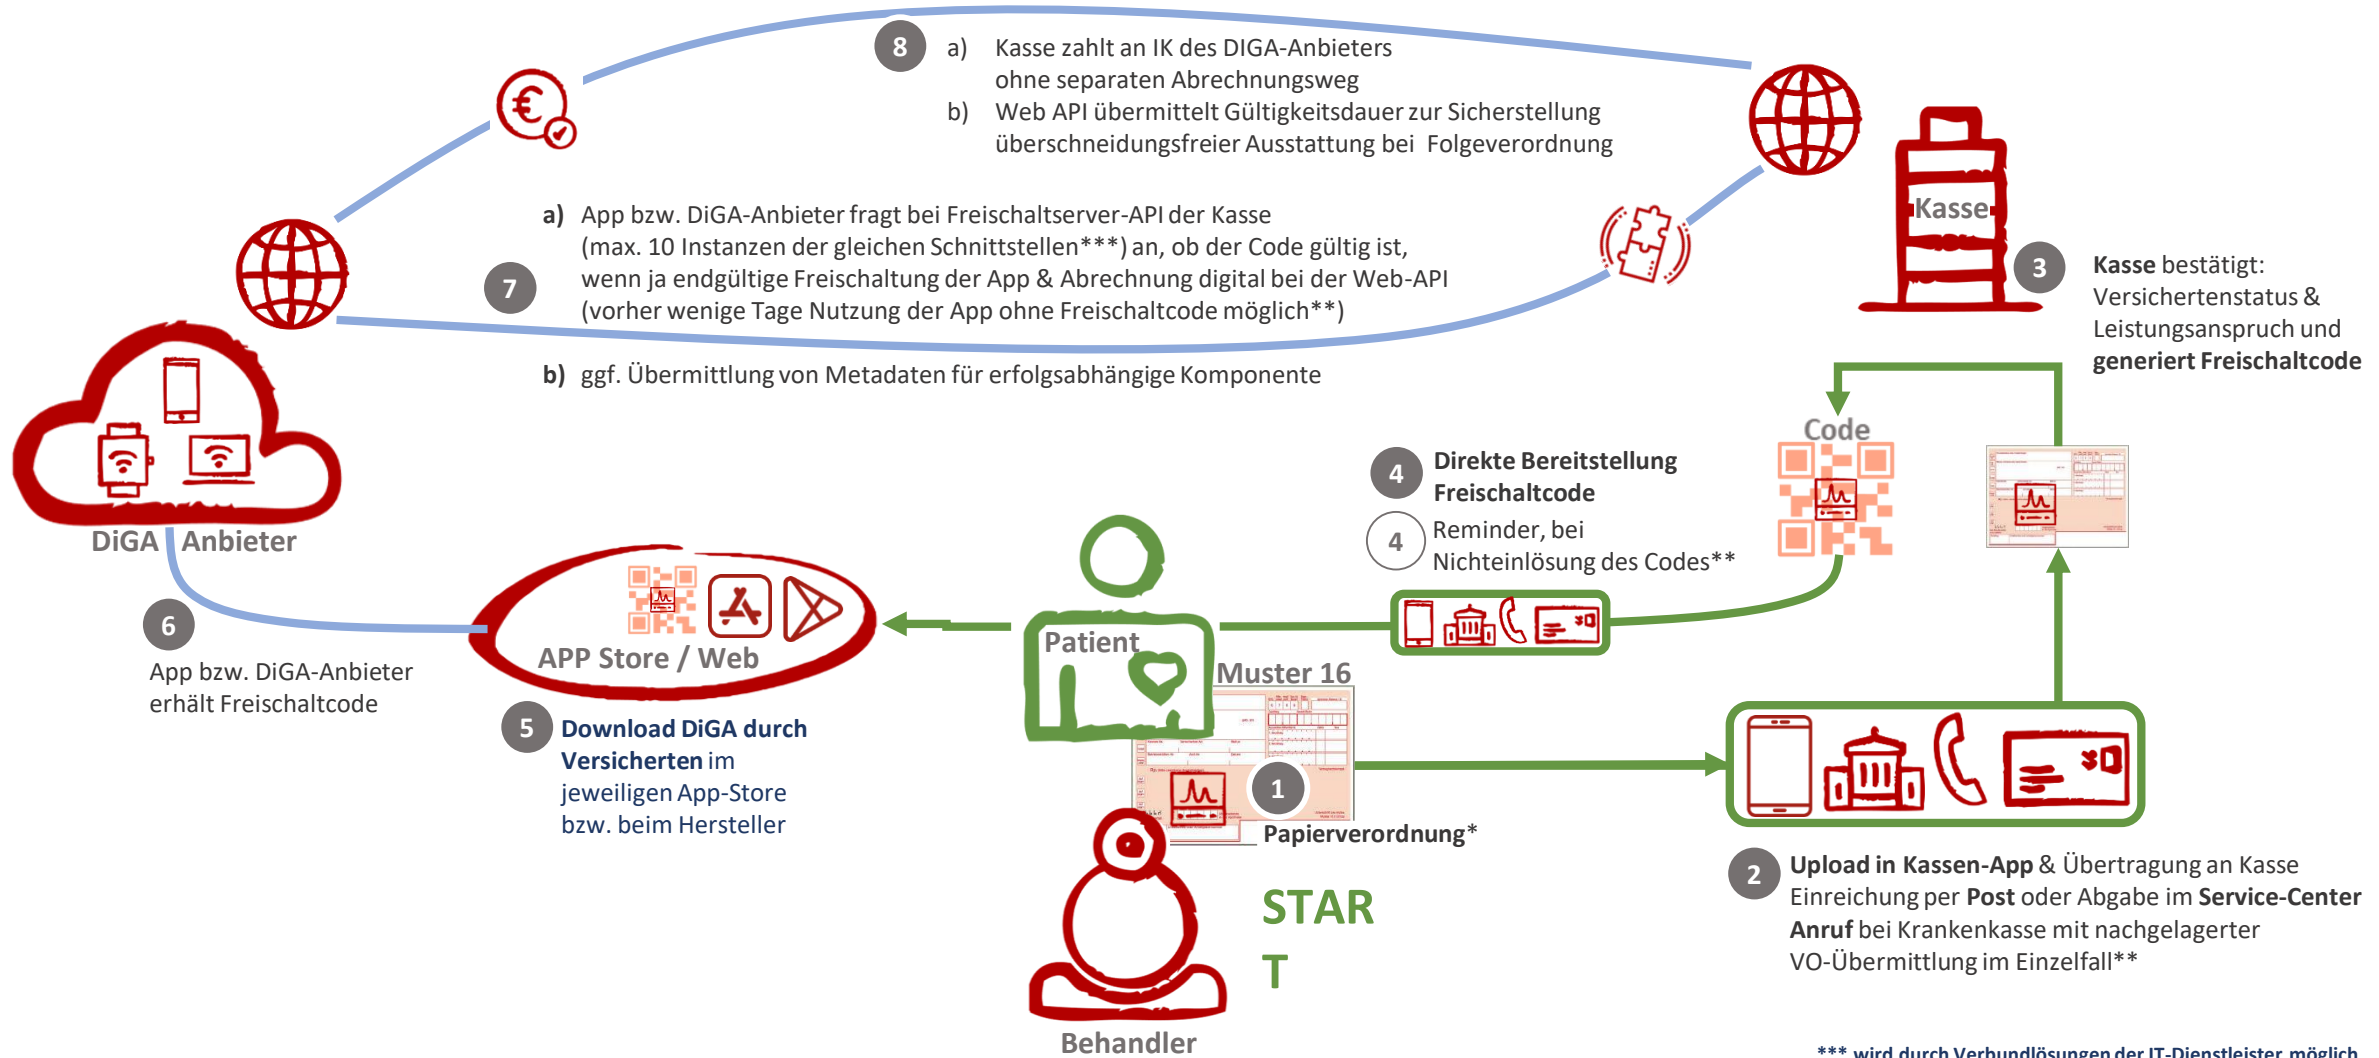 8
a) Kasse zahlt an IK des DIGA-Anbieters
ohne separaten Abrechnungsweg
b) Web API übermittelt Gültigkeitsdauer zur Sicherstellung
überschneidungsfreier Ausstattung bei Folgeverordnung
a) App bzw. DiGA-Anbieter fragt bei Freischaltserver-API der Kasse
(max. 10 Instanzen der gleichen Schnittstellen***) an, ob der Code gültig ist,
7
wenn ja endgültige Freischaltung der App & Abrechnung digital bei der Web-API
(vorher wenige Tage Nutzung der App ohne Freischaltcode möglich**)
b) ggf. Übermittlung von Metadaten für erfolgsabhängige Komponente
Kasse
3
Kasse bestätigt:
Versichertenstatus &
Leistungsanspruch und
generiert Freischaltcode
Code
4
Direkte Bereitstellung
Freischaltcode
4
Reminder, bei
Nichteinlösung des Codes**
DiGA Anbieter
6
App bzw. DiGA-Anbieter
erhält Freischaltcode
APP Store / Web
5
Download DiGA durch
Versicherten im
jeweiligen App-Store
bzw. beim Hersteller
Patient
Muster 16
1
Papierverordnung*
STAR
T
Behandler
2
Upload in Kassen-App & Übertragung an Kasse
Einreichung per Post oder Abgabe im Service-Center
Anruf bei Krankenkasse mit nachgelagerter
VO-Übermittlung im Einzelfall**
*** wird durch Verbundlösungen der IT-Dienstleister möglich